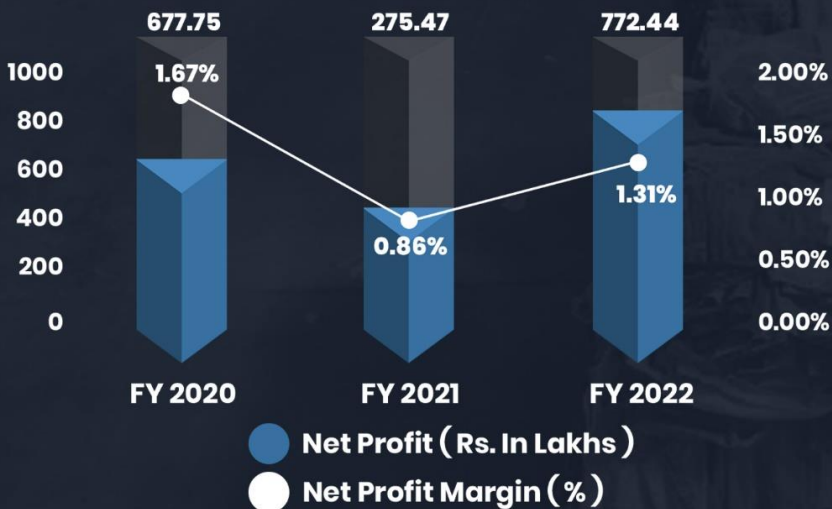 677.75 275.47 772.44
1000 1.67% 2.00%
800 1.50%
600 1.31% 1.00%
400 0.86% 0.50%
200
0 0.00%
FY 2020 FY 2021 FY 2022
Net Profit ( Rs. In Lakhs )
Net Profit Margin ( % )